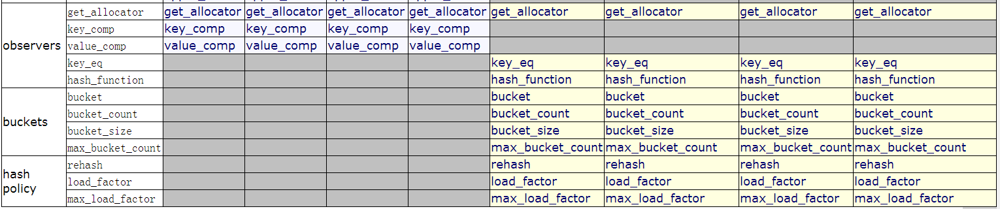 observers
get_allocator get_allocator get_allocator get_allocator get_allocator get_allocator get_allocator get_allocator get_allocator
key_comp key_comp key_comp key_comp key_comp
value_comp value_comp value_comp value_comp value_comp
key_eq key_eq key_eq key_eq key_eq
hash_function hash_function hash_function hash_function hash_function
buckets
bucket bucket bucket bucket bucket
bucket_count bucket_count bucket_count bucket_count bucket_count
bucket_size bucket_size bucket_size bucket_size bucket_size
max_bucket_count max_bucket_count max_bucket_count max_bucket_count max_bucket_count
hash
policy
rehash rehash rehash rehash rehash
load_factor load_factor load_factor load_factor load_factor
max_load_factor max_load_factor max_load_factor max_load_factor max_load_factor